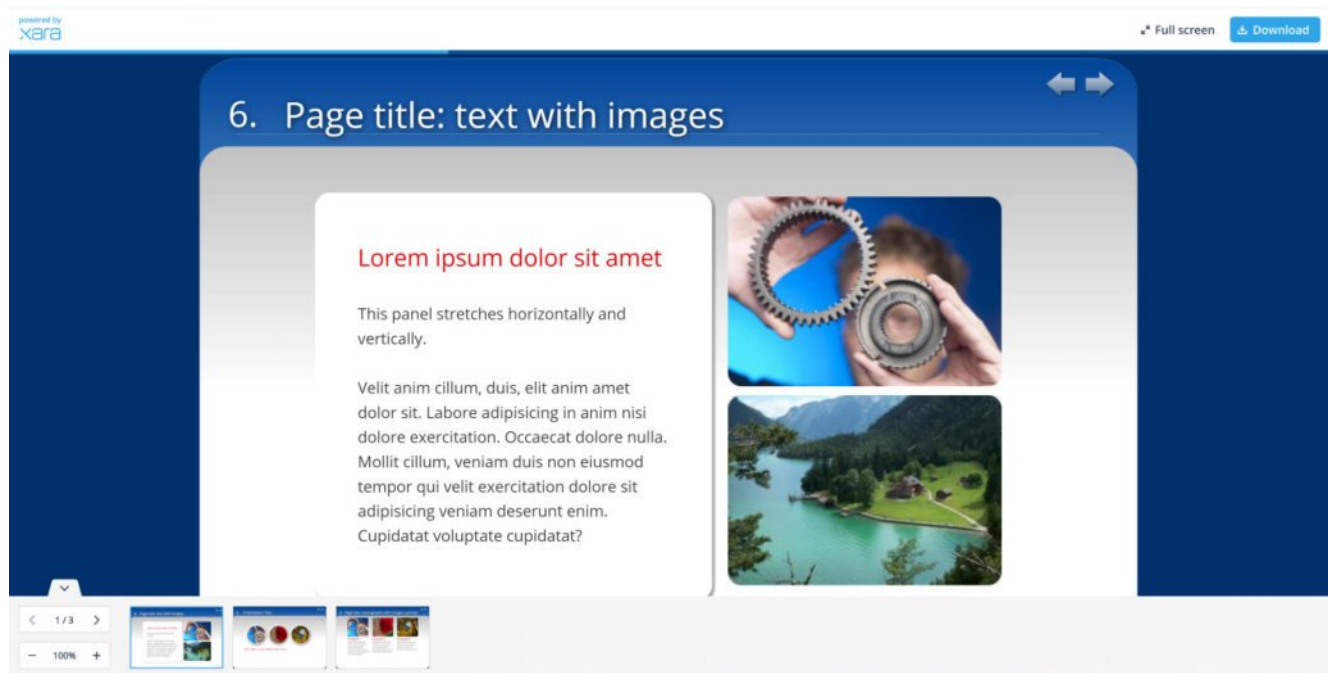 powered by
xara
Full screen
Download
6. Page title: text with images
Lorem ipsum dolor sit amet
This panel stretches horizontally and
vertically.
Velit anim cillum, duis, elit anim amet
dolor sit. Labore adipisicing in anim nisi
dolore exercitation. Occaecat dolore nulla.
Mollit cillum, veniam duis non eiusmod
tempor qui velit exercitation dolore sit
adipisicing veniam deserunt enim.
Cupidatat voluptate cupidatat?
1/3
100%